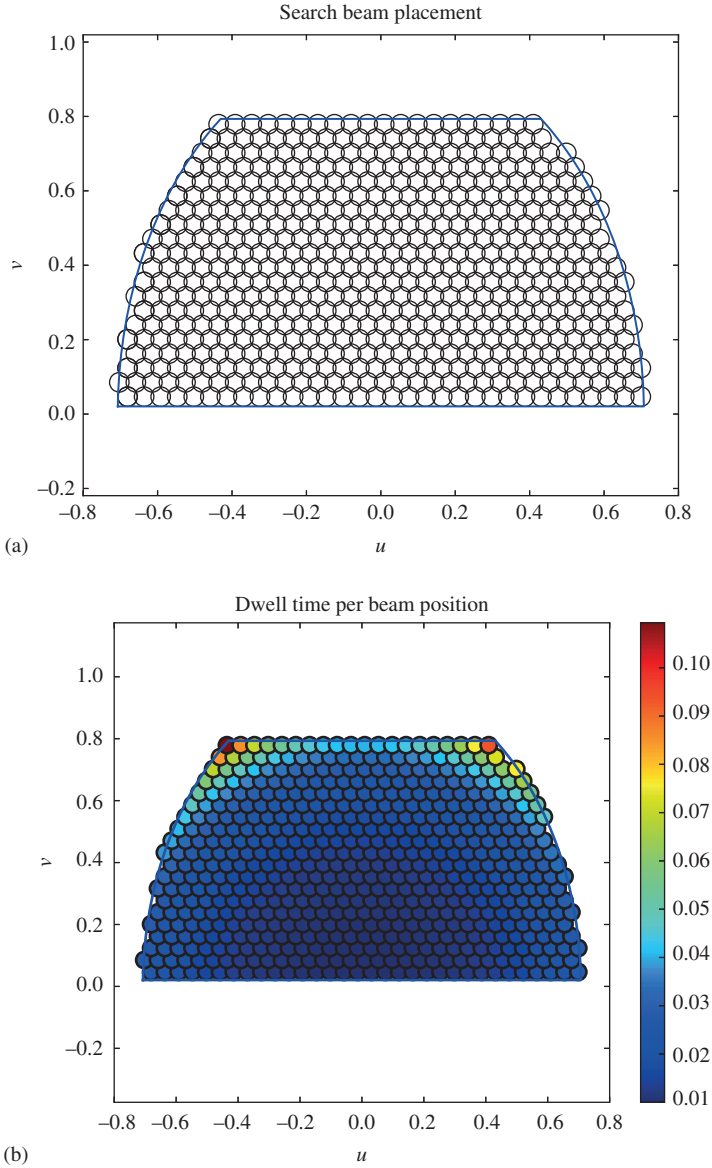 Search beam placement
1.0
0.8
0.6
0.4
0.2
0.0
–0.2
v
–0.8 –0.6 –0.4 –0.2 0.0 0.2 0.4 0.6 0.8
(a)
u
Dwell time per beam position
1.0
0.8
0.6
0.4
0.2
0.0
–0.2
v
–0.8 –0.6 –0.4 –0.2 0.0 0.2 0.4 0.6 0.8
0.10
0.09
0.08
0.07
0.06
0.05
0.04
0.03
0.02
0.01
(b)
u